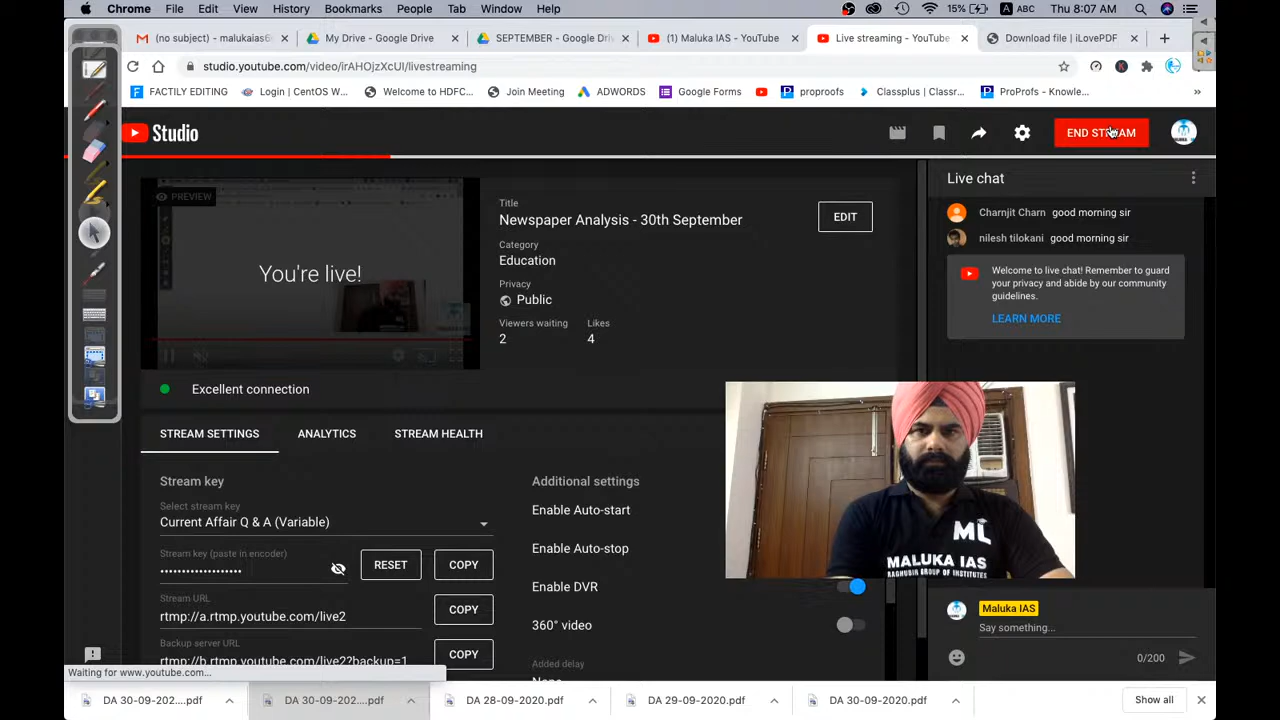 Chrome File Edit View History Bookmarks People Tab Window Help 15% A ABC Thu 8:07 AM
(no subject) - malukaias
My Drive - Google Drive
SEPTEMBER - Google Dri
(1) Maluka IAS - YouTube
Live streaming - YouTube
Download file | iLovePDF
studio.youtube.com/video/irAHOjzXcUI/livestreaming
FACTILY EDITING
Login | CentOS W...
Welcome to HDFC...
Join Meeting
ADWORDS
Google Forms
proproofs
Classplus | Classr...
ProProfs - Knowle...
Studio
END STREAM
PREVIEW
You're live!
Title
Newspaper Analysis - 30th September
EDIT
Category
Education
Privacy
Public
Viewers waiting Likes
2 4
Excellent connection
STREAM SETTINGS ANALYTICS STREAM HEALTH
Stream key
Select stream key
Current Affair Q & A (Variable)
Stream key (paste in encoder)
•••••••••••••••••••
RESET COPY
Stream URL
rtmp://a.rtmp.youtube.com/live2
COPY
Backup server URL
rtmp://b.rtmp.youtube.com/live2?backup=1
COPY
Additional settings
Enable Auto-start
Enable Auto-stop
Enable DVR
360° video
Added delay
None
Live chat
Charnjit Charn good morning sir
nilesh tilokani good morning sir
Welcome to live chat! Remember to guard
your privacy and abide by our community
guidelines.
LEARN MORE
ML
MALUKA IAS
RAGHUBIR GROUP OF INSTITUTES
Maluka IAS
Say something...
0/200
Waiting for www.youtube.com...
DA 30-09-202....pdf
DA 30-09-202....pdf
DA 28-09-2020.pdf
DA 29-09-2020.pdf
DA 30-09-2020.pdf
Show all